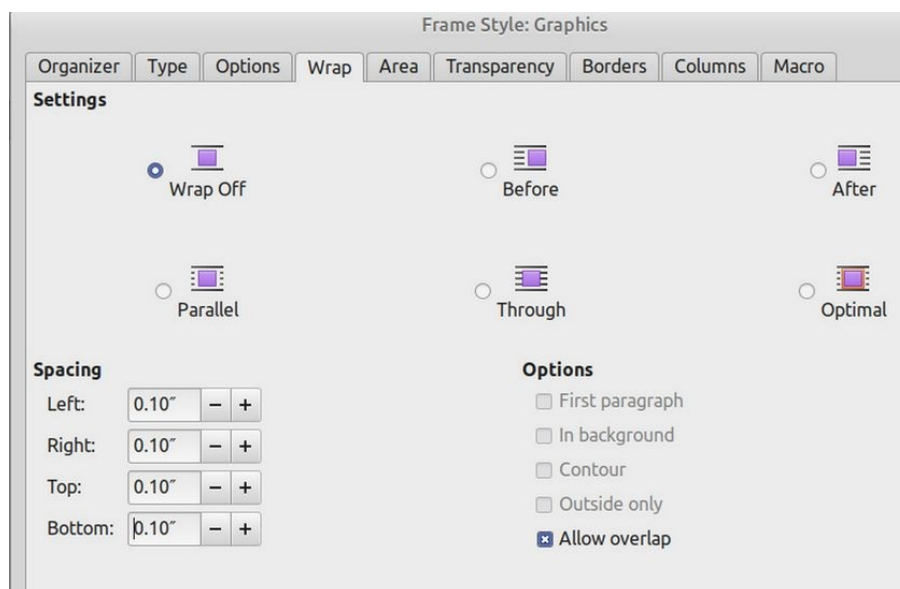 Frame Style: Graphics
Organizer Type Options Wrap Area Transparency Borders Columns Macro
Settings
Wrap Off Before After
Parallel Through Optimal
Spacing Options
Left: 0.10″ − + First paragraph
Right: 0.10″ − + In background
Top: 0.10″ − + Contour
Outside only
Bottom: 0.10″ − + Allow overlap